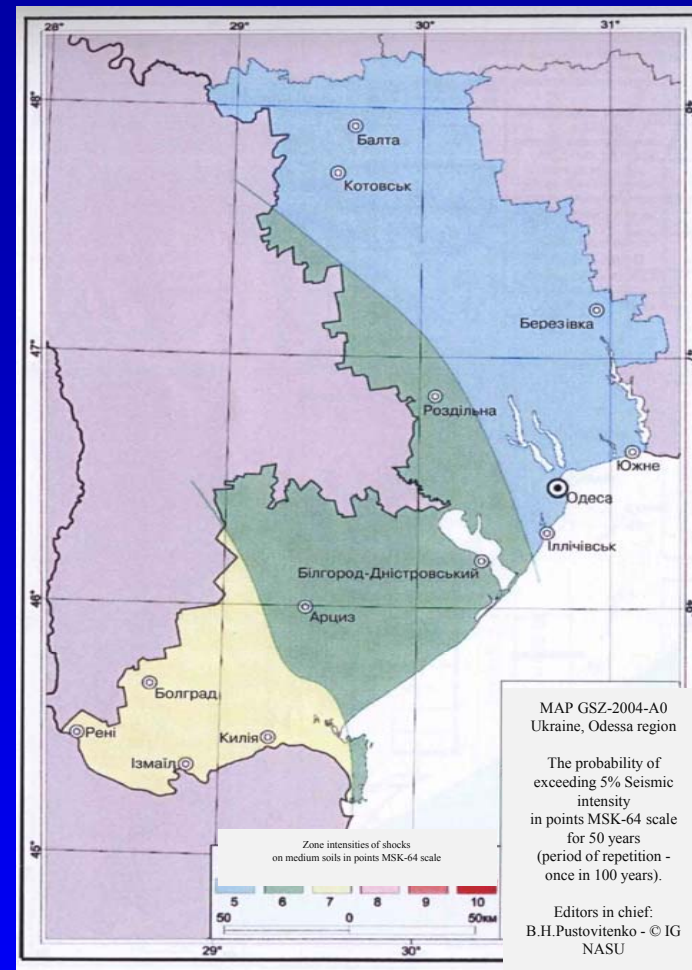 28°
29°
30°
31°
48°
Балта
Котовськ
Березівка
47°
Роздільна
Южне
Одеса
Іллічівськ
Білгород-Дністровський
46°
Арциз
Болград
Рені
Килія
Ізмаїл
45°
MAP GSZ-2004-A0
Ukraine, Odessa region
The probability of
exceeding 5% Seismic
intensity
in points MSK-64 scale
for 50 years
(period of repetition -
once in 100 years).
Editors in chief:
B.H.Pustovitenko - © IG
NASU
Zone intensities of shocks
on medium soils in points MSK-64 scale
5 6 7 8 9 10
50 0 50км
28°
29°
30°
31°